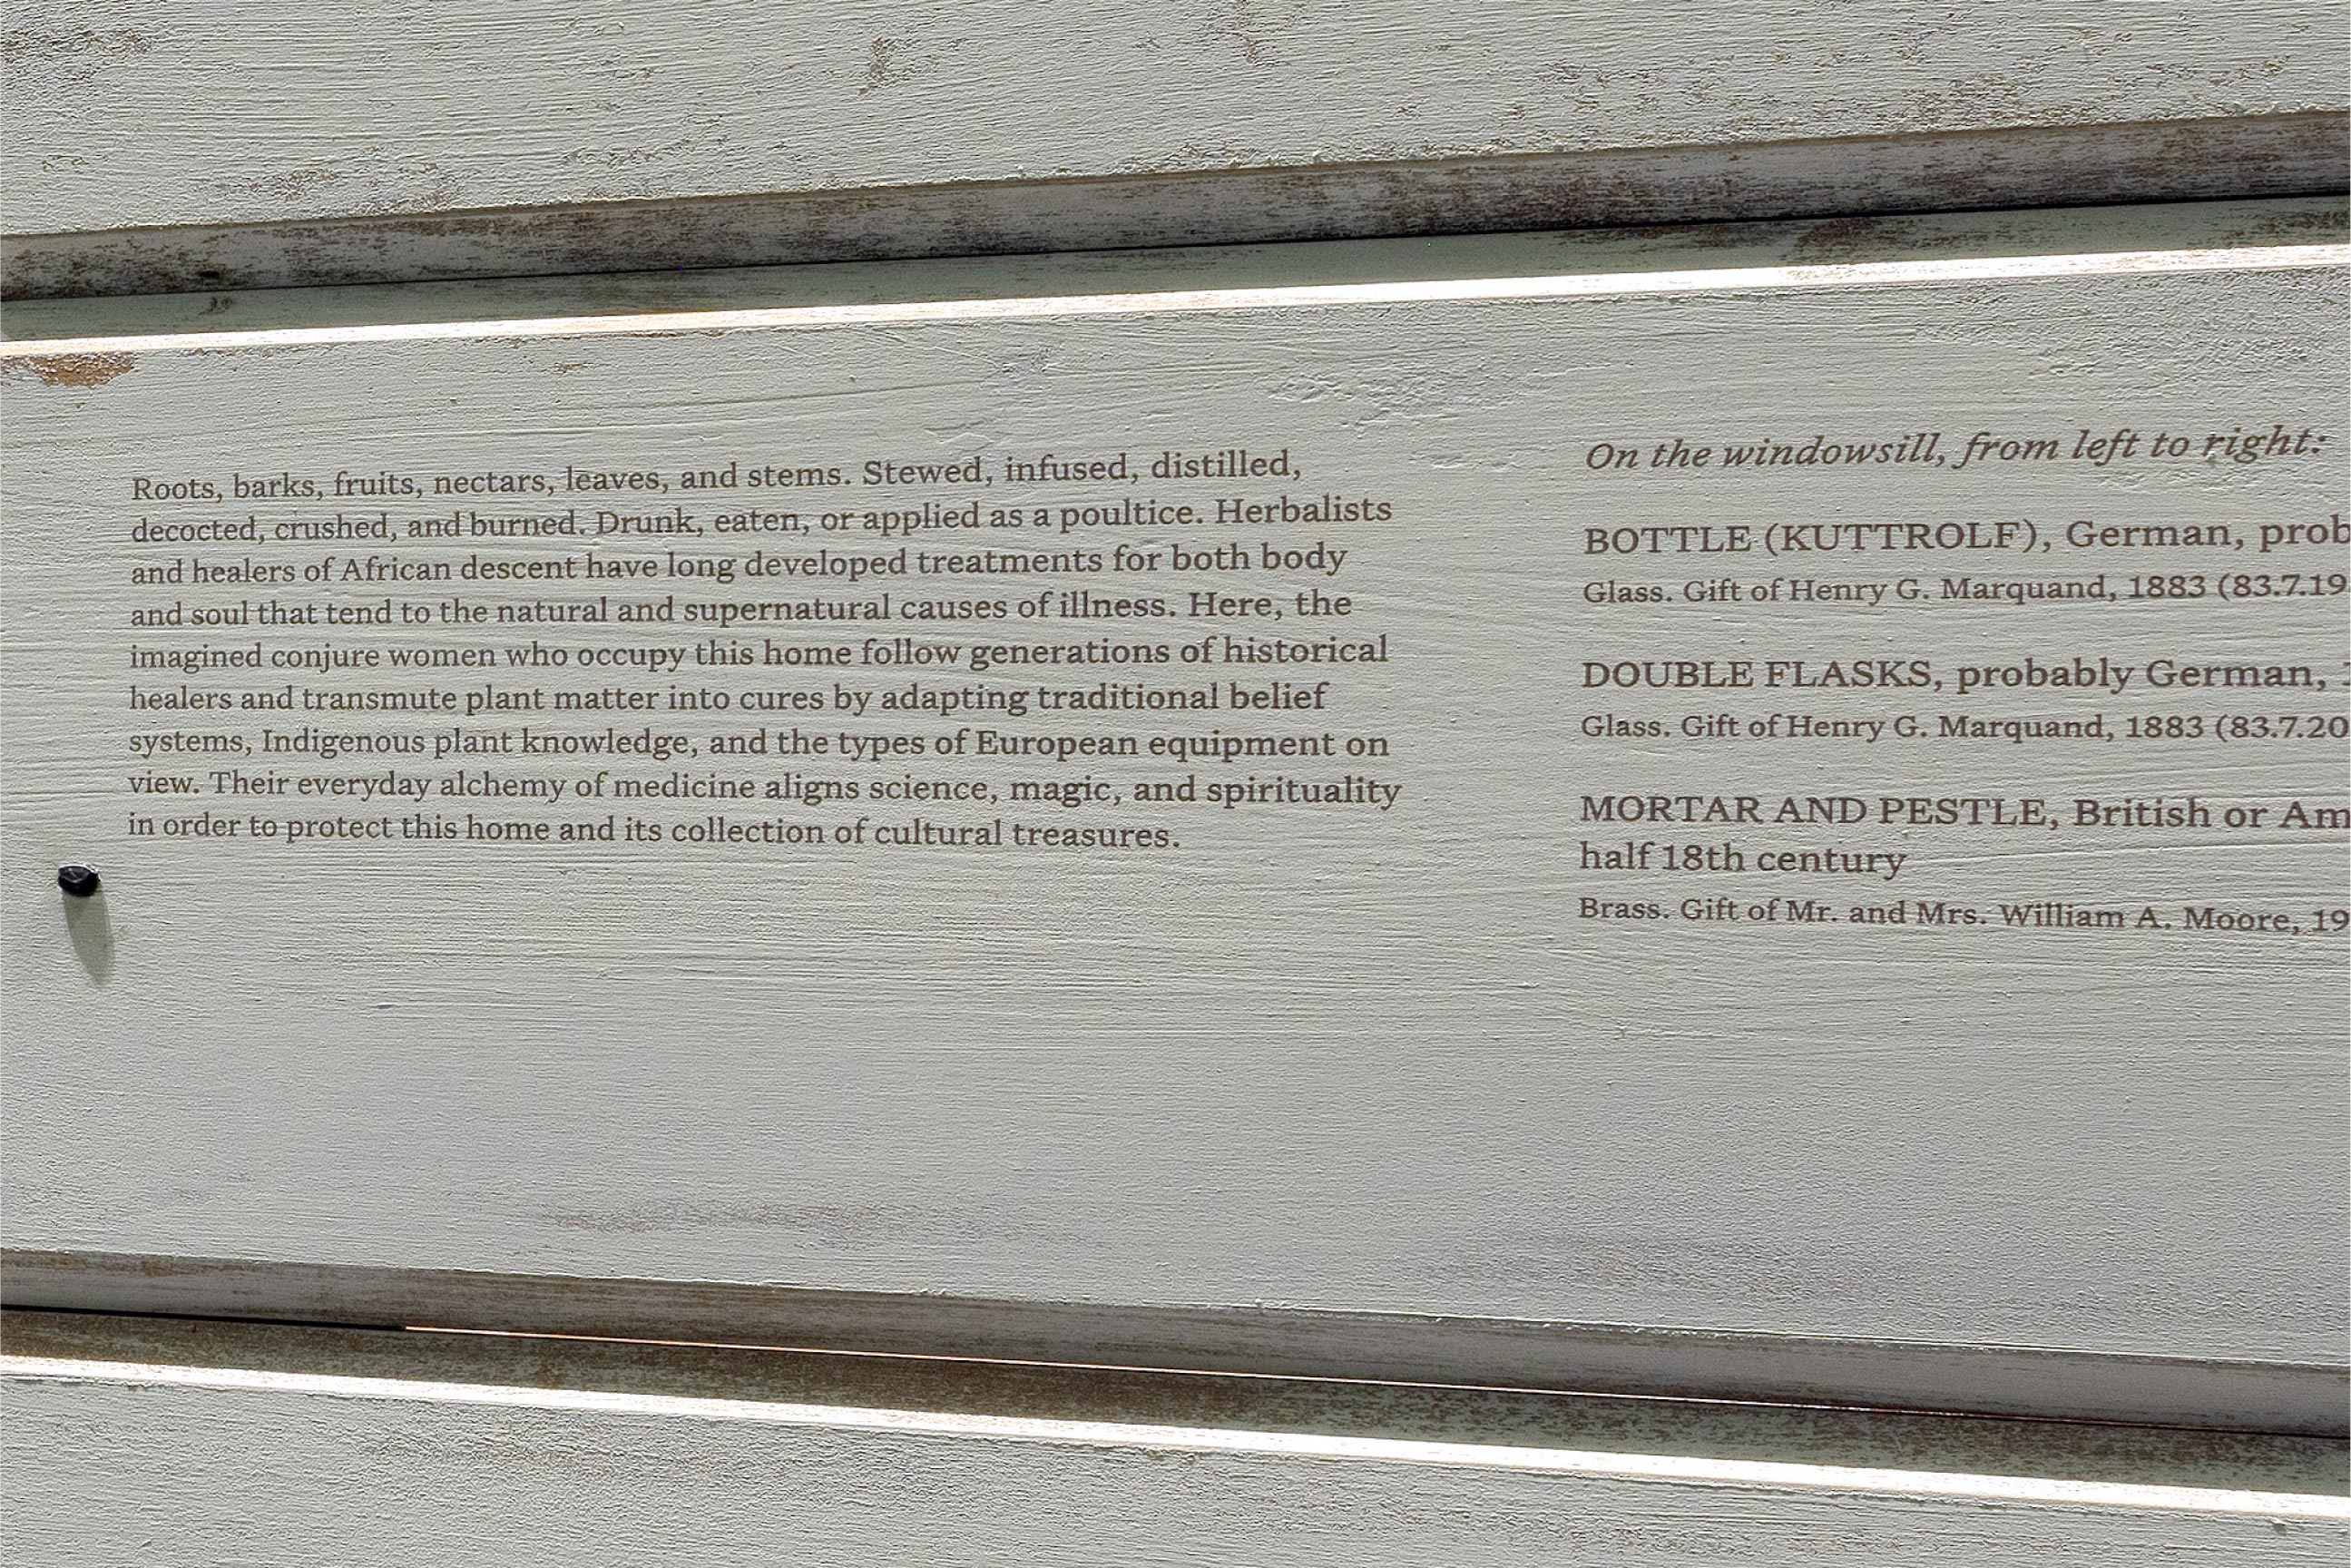 Roots, barks, fruits, nectars, leaves, and stems. Stewed, infused, distilled,
decocted, crushed, and burned. Drunk, eaten, or applied as a poultice. Herbalists
and healers of African descent have long developed treatments for both body
and soul that tend to the natural and supernatural causes of illness. Here, the
imagined conjure women who occupy this home follow generations of historical
healers and transmute plant matter into cures by adapting traditional belief
systems, Indigenous plant knowledge, and the types of European equipment on
view. Their everyday alchemy of medicine aligns science, magic, and spirituality
in order to protect this home and its collection of cultural treasures.
On the windowsill, from left to right:
BOTTLE (KUTTROLF), German,
Glass. Gift of Henry G. Marquand, 1883
DOUBLE FLASKS, probably German,
Glass. Gift of Henry G. Marquand, 1883
MORTAR AND PESTLE, British or
half 18th century
Brass. Gift of Mr. and Mrs. William A. Moore,